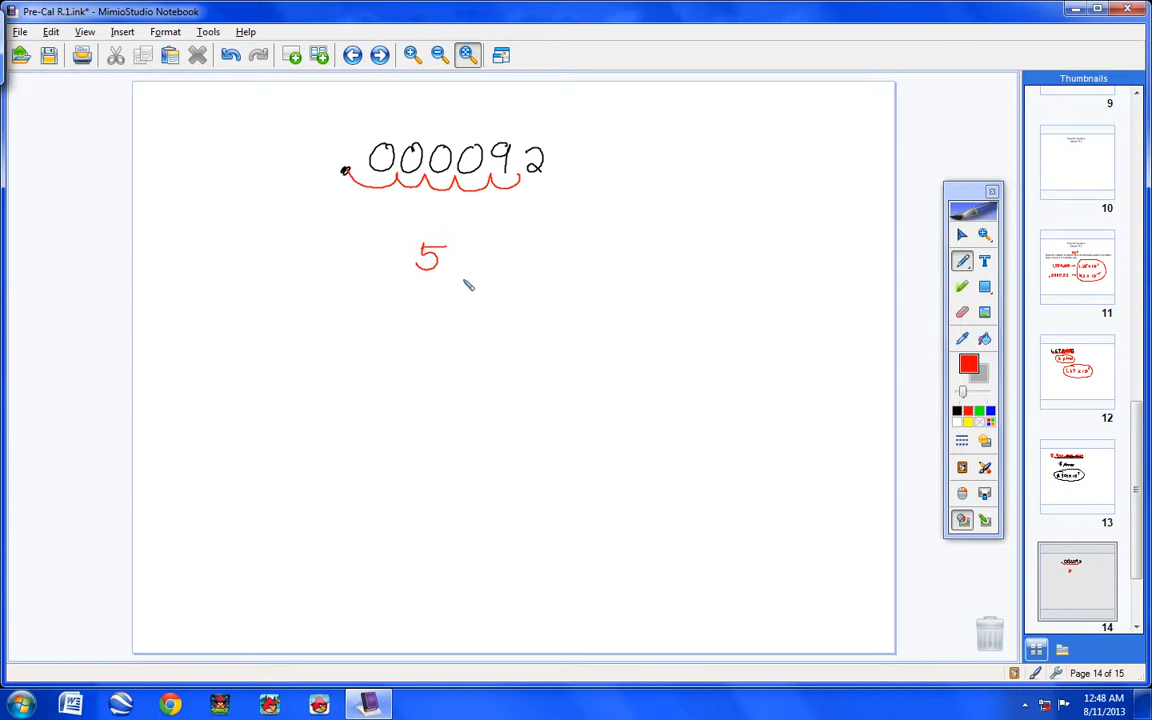 Pre-Cal R.1.ink* - MimioStudio Notebook
File Edit View Insert Format Tools Help
Thumbnails
.000092
5
9
10
11
12
13
14
Page 14 of 15
12:48 AM
8/11/2013